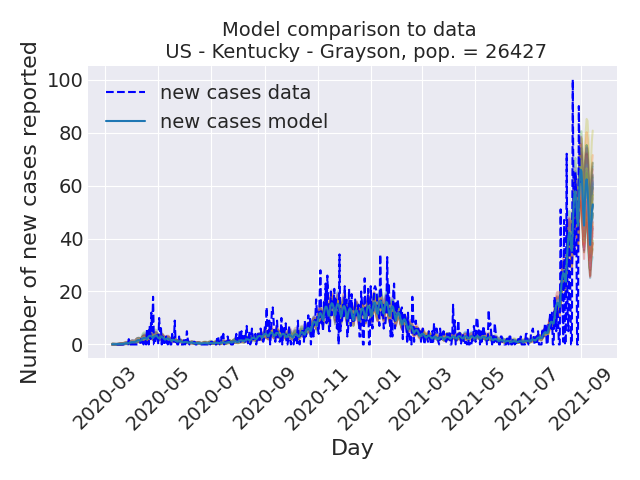 Model comparison to data
US - Kentucky - Grayson, pop. = 26427
Number of new cases reported
100
80
60
40
20
0
new cases data
new cases model
2020-03
2020-05
2020-07
2020-09
2020-11
2021-01
2021-03
2021-05
2021-07
2021-09
Day